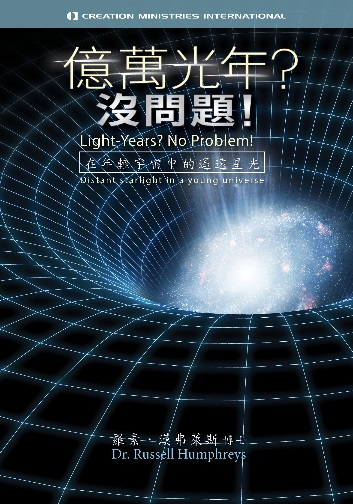 CREATION MINISTRIES INTERNATIONAL
億萬光年?
沒問題!
Light-Years? No Problem!
在年輕宇宙中的遙遠星光
Distant starlight in a young universe
羅素·漢弗萊斯 博士
Dr. Russell Humphreys